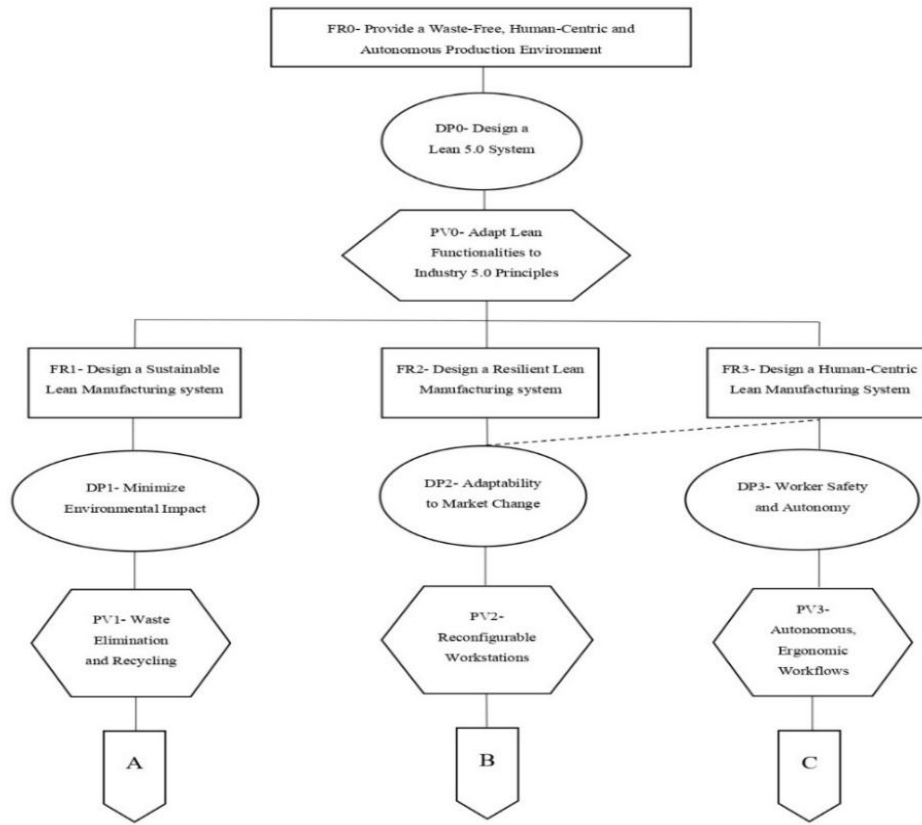 FR0- Provide a Waste-Free, Human-Centric and
Autonomous Production Environment
DP0- Design a
Lean 5.0 System
PV0- Adapt Lean
Functionalities to
Industry 5.0 Principles
FR1- Design a Sustainable
Lean Manufacturing system
FR2- Design a Resilient Lean
Manufacturing system
FR3- Design a Human-Centric
Lean Manufacturing System
DP1- Minimize
Environmental Impact
DP2- Adaptability
to Market Change
DP3- Worker Safety
and Autonomy
PV1- Waste
Elimination
and Recycling
PV2-
Reconfigurable
Workstations
PV3-
Autonomous,
Ergonomic
Workflows
A
B
C